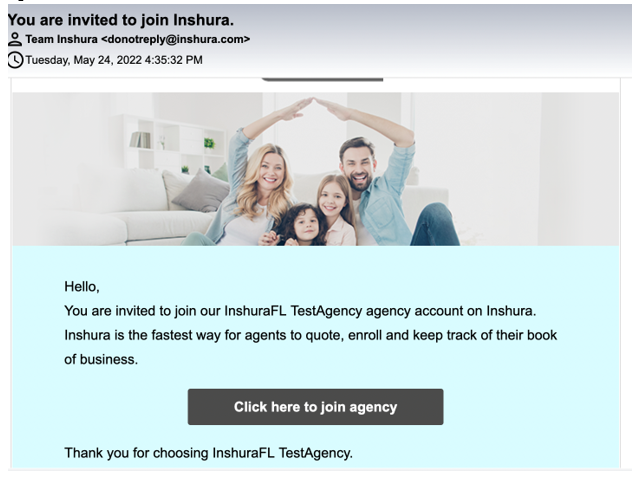 You are invited to join Inshura.
Team Inshura <donotreply@inshura.com>
Tuesday, May 24, 2022 4:35:32 PM
Hello,
You are invited to join our InshuraFL TestAgency agency account on Inshura.
Inshura is the fastest way for agents to quote, enroll and keep track of their book
of business.
Click here to join agency
Thank you for choosing InshuraFL TestAgency.